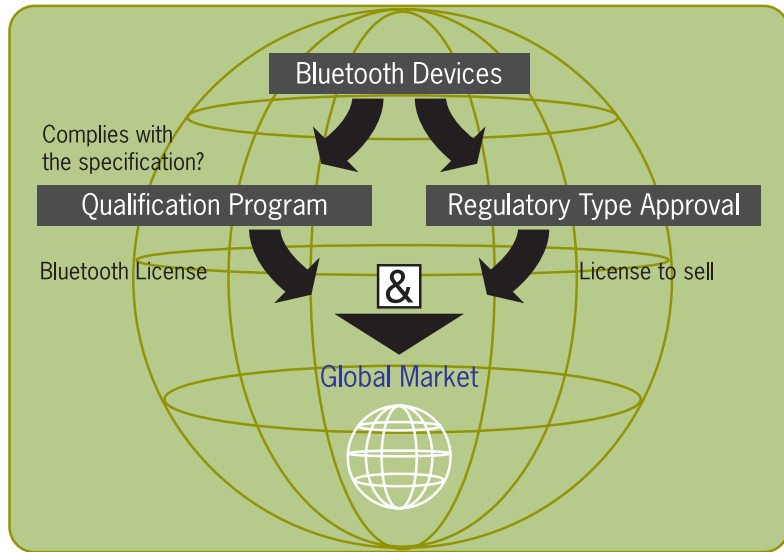 Bluetooth Devices
Complies with
the specification?
Qualification Program
Regulatory Type Approval
Bluetooth License
&
License to sell
Global Market